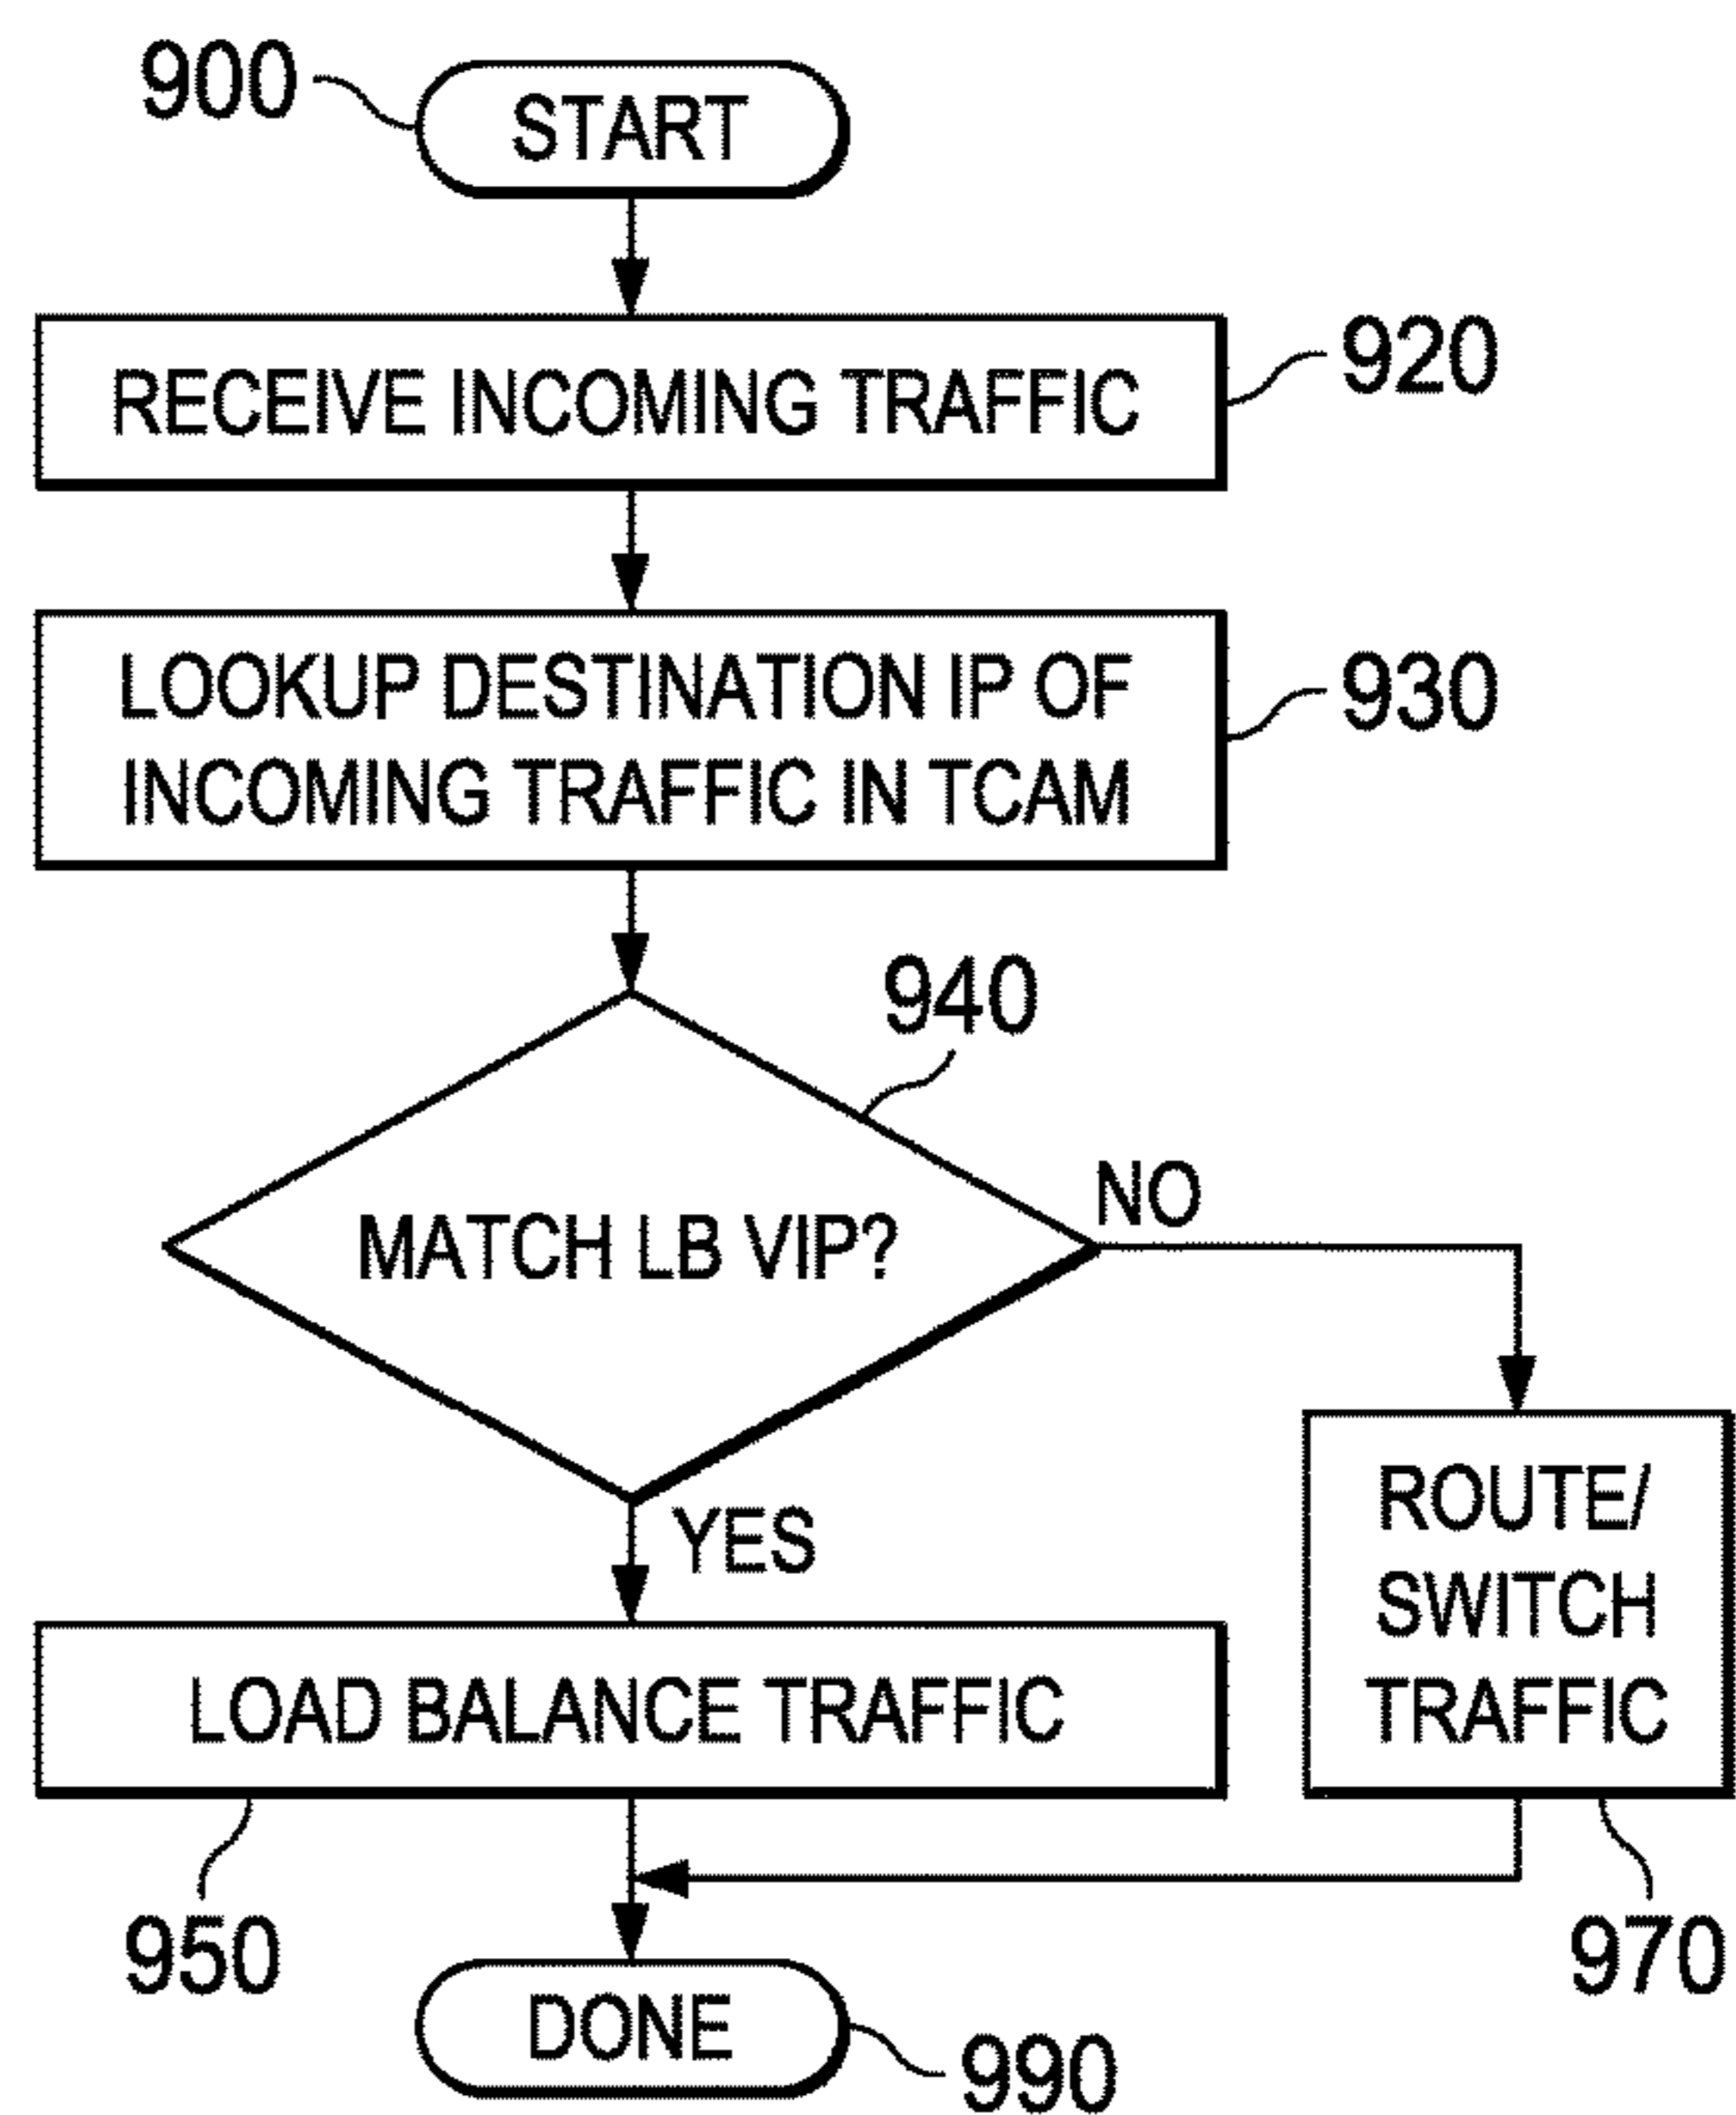 900
START
RECEIVE INCOMING TRAFFIC
920
LOOKUP DESTINATION IP OF
INCOMING TRAFFIC IN TCAM
930
940
MATCH LB VIP?
NO
YES
ROUTE/
SWITCH
TRAFFIC
LOAD BALANCE TRAFFIC
950
970
DONE
990